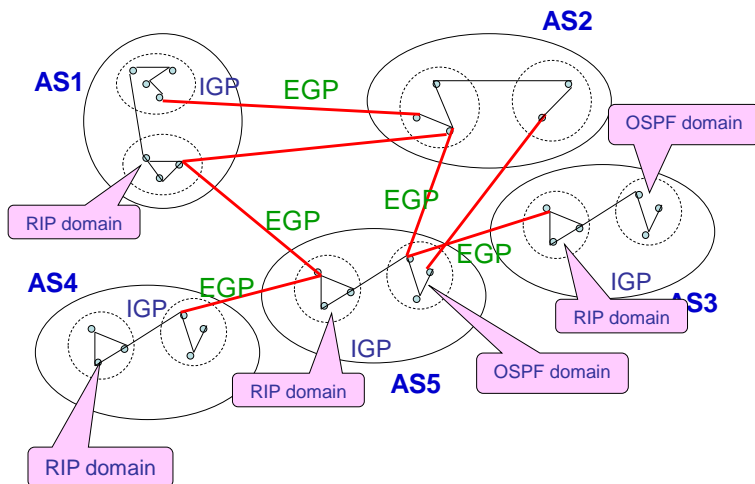 AS2
AS1
IGP
EGP
OSPF domain
RIP domain
EGP
EGP
EGP
AS4
EGP
IGP
IGP
AS3
RIP domain
IGP
RIP domain
AS5
OSPF domain
RIP domain